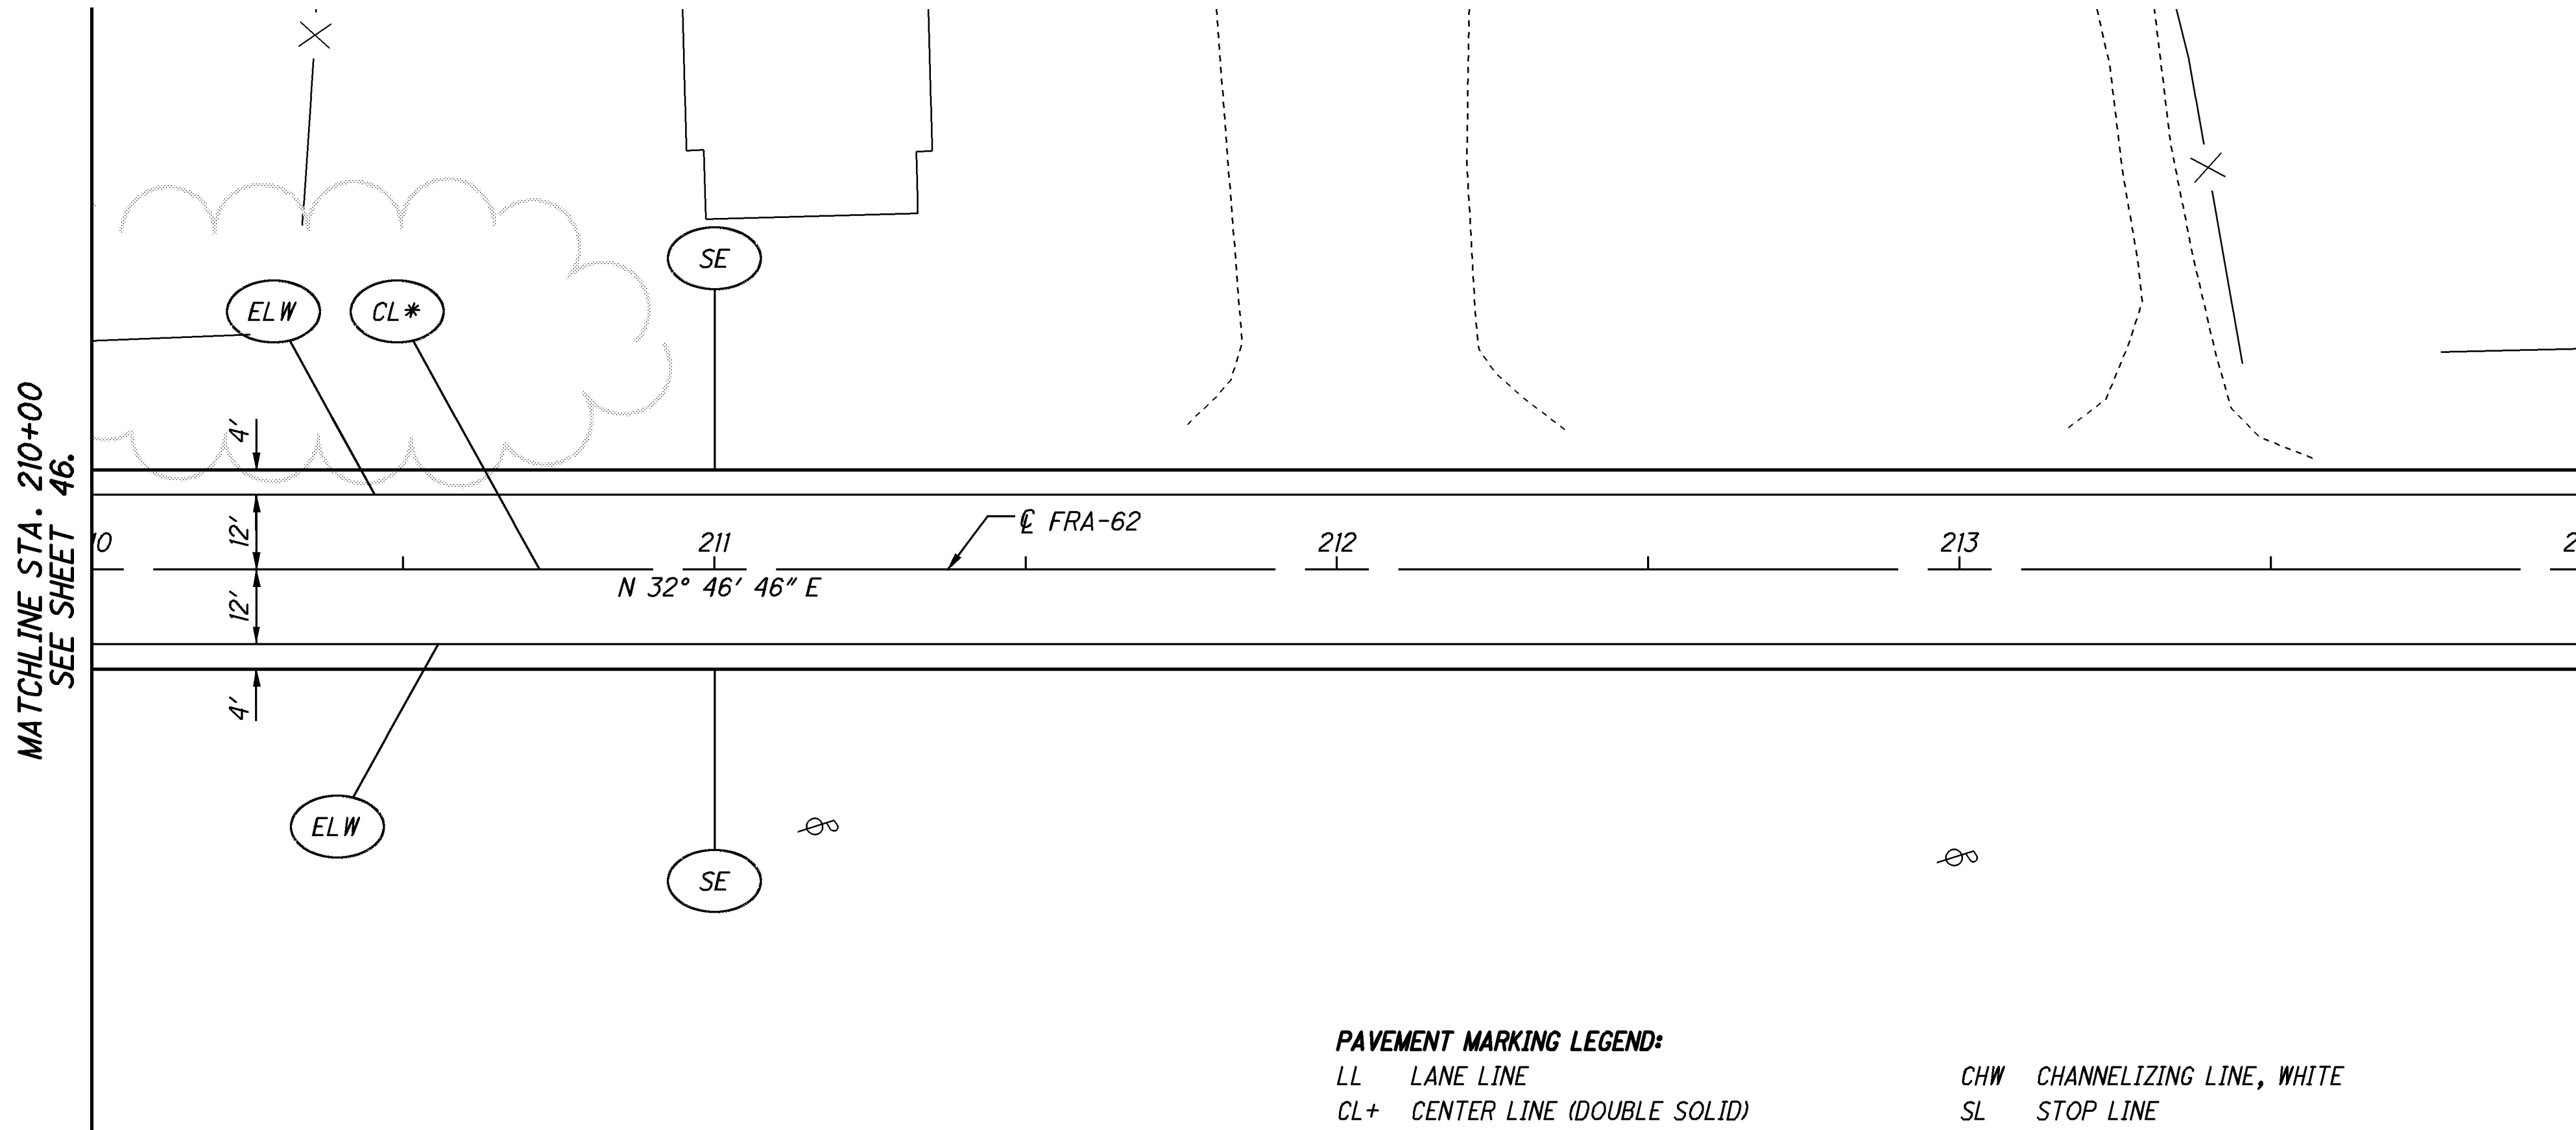 MATCHLINE STA. 210+00
SEE SHEET 46.
SE
ELW
CL*
4'
12'
℄ FRA-62
10
211
212
213
2
N 32° 46' 46" E
12'
4'
ELW
SE
PAVEMENT MARKING LEGEND:
LL LANE LINE
CL+ CENTER LINE (DOUBLE SOLID)
CHW CHANNELIZING LINE, WHITE
SL STOP LINE